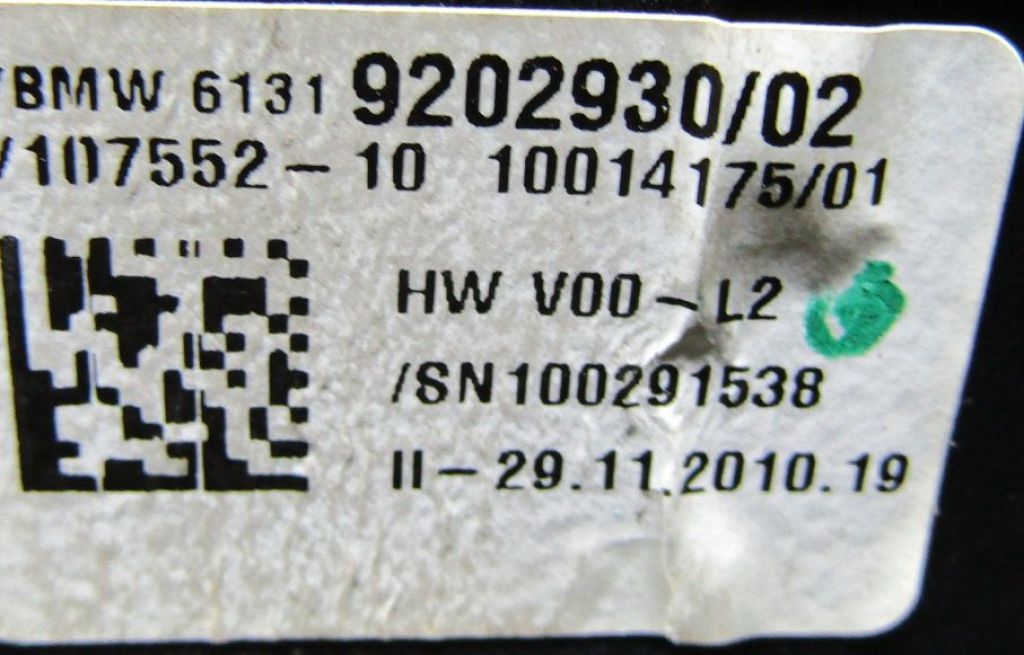 /BMW 6131 9202930/02
/107552-10 10014175/01
HW V00-L2
/SN100291538
II-29.11.2010.19